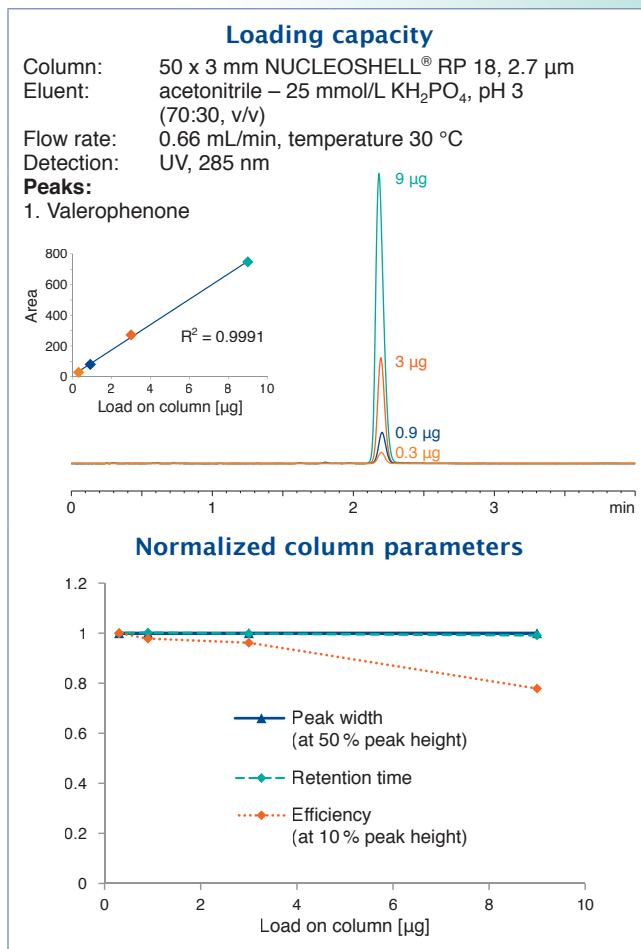 Loading capacity
Column: 50 x 3 mm NUCLEOSHELL® RP 18, 2.7 µm
Eluent: acetonitrile – 25 mmol/L KH₂PO₄, pH 3
(70:30, v/v)
Flow rate: 0.66 mL/min, temperature 30 °C
Detection: UV, 285 nm
Peaks:
1. Valerophenone
9 µg
3 µg
0.9 µg
0.3 µg
800
600
400
200
0
Area
R² = 0.9991
0 2 4 6 8 10
Load on column [µg]
0 1 2 3 min
Normalized column parameters
1.2
1
0.8
0.6
0.4
0.2
0
Peak width
(at 50 % peak height)
Retention time
Efficiency
(at 10 % peak height)
0 2 4 6 8 10
Load on column [µg]